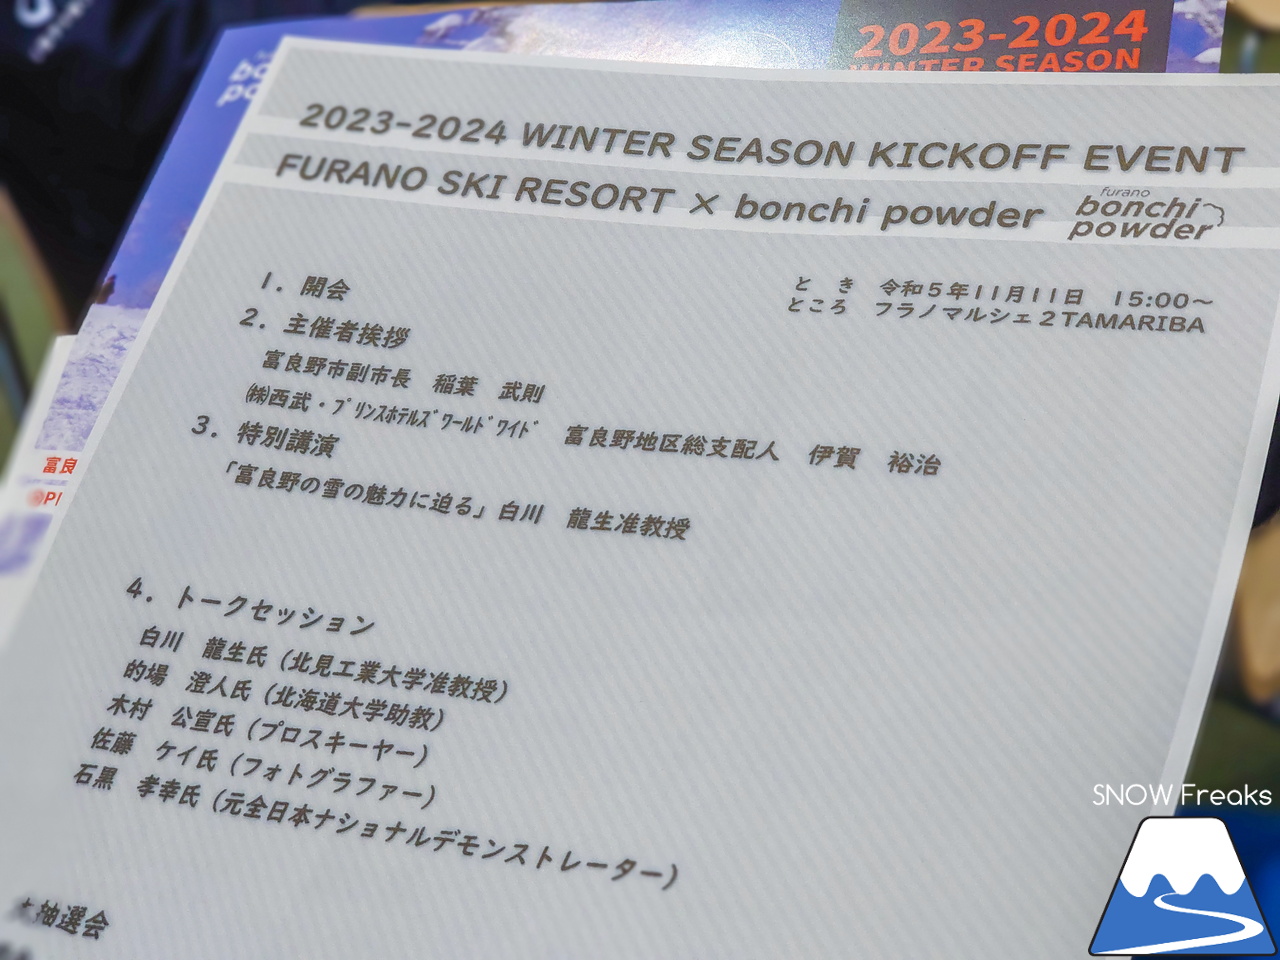 2023-2024
WINTER SEASON
2023-2024 WINTER SEASON KICKOFF EVENT
FURANO SKI RESORT × bonchi powder
furano
bonchi
powder
と き 令和5年11月11日 15:00～
ところ フラノマルシェ2TAMARIBA
1. 開会
2. 主催者挨拶
富良野市副市長 稲葉 武則
㈱西武・ﾌﾟﾘﾝｽﾎﾃﾙｽﾞﾜｰﾙﾄﾞﾜｲﾄﾞ 富良野地区総支配人 伊賀 裕治
3. 特別講演
「富良野の雪の魅力に迫る」白川 龍生准教授
4. トークセッション
白川 龍生氏（北見工業大学准教授）
的場 澄人氏（北海道大学助教）
木村 公宣氏（プロスキーヤー）
佐藤 ケイ氏（フォトグラファー）
石黒 孝幸氏（元全日本ナショナルデモンストレーター）
抽選会
富良
SNOW Freaks